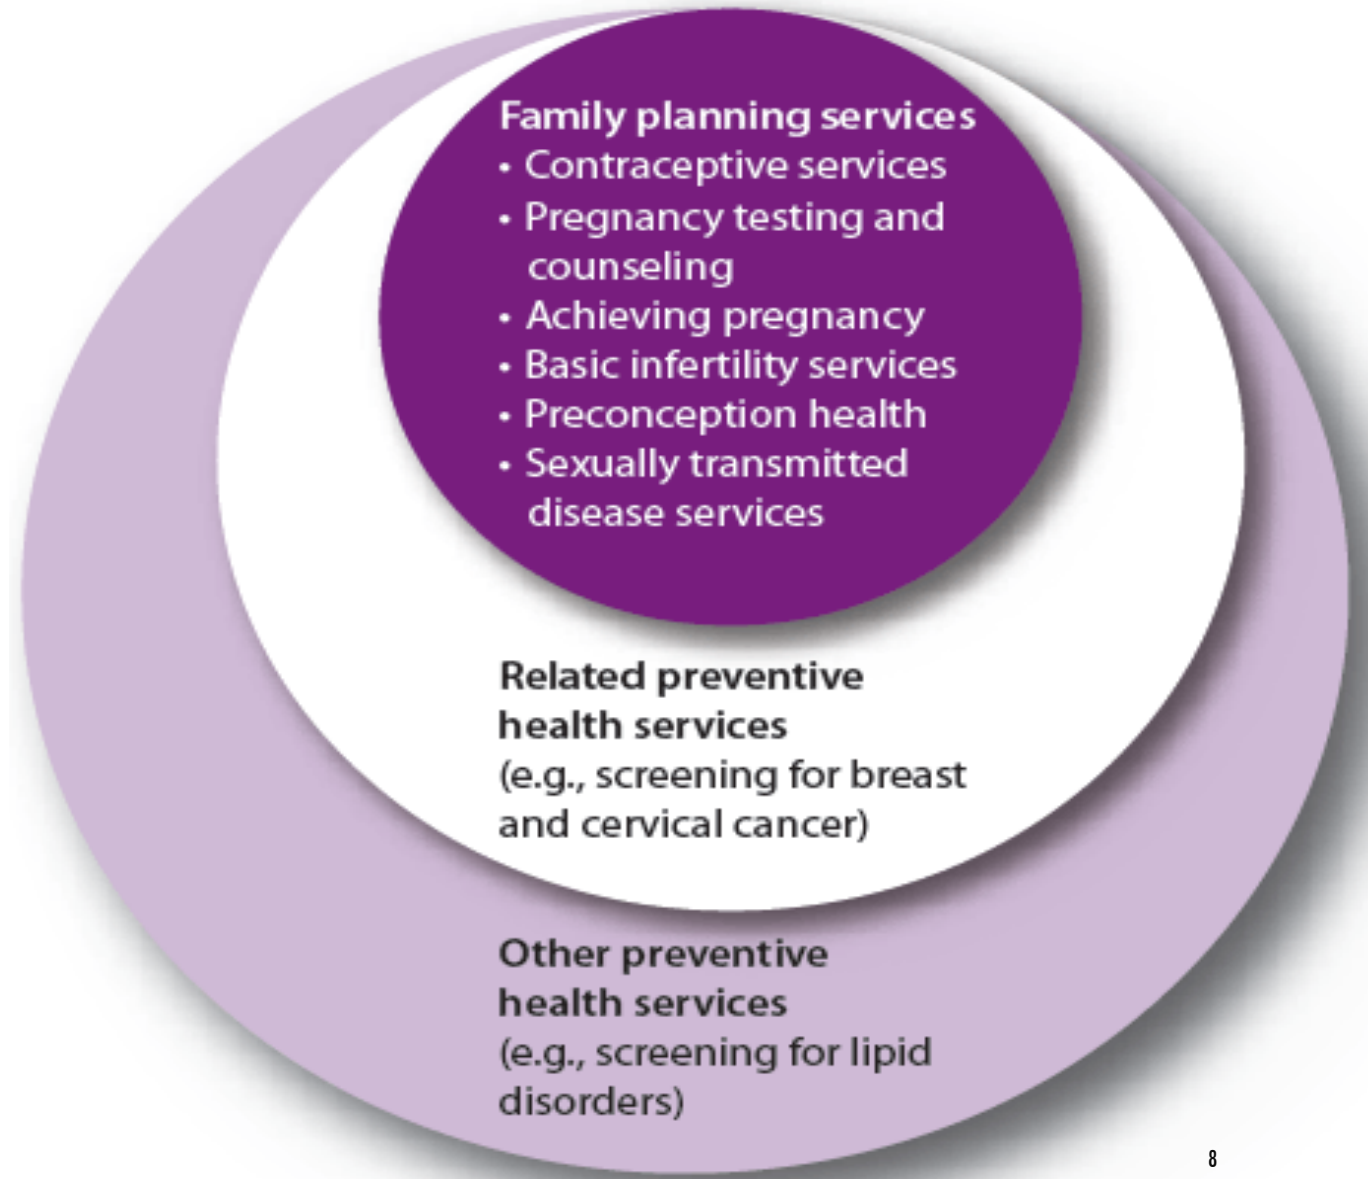 Family planning services
• Contraceptive services
• Pregnancy testing and
counseling
• Achieving pregnancy
• Basic infertility services
• Preconception health
• Sexually transmitted
disease services
Related preventive
health services
(e.g., screening for breast
and cervical cancer)
Other preventive
health services
(e.g., screening for lipid
disorders)
8